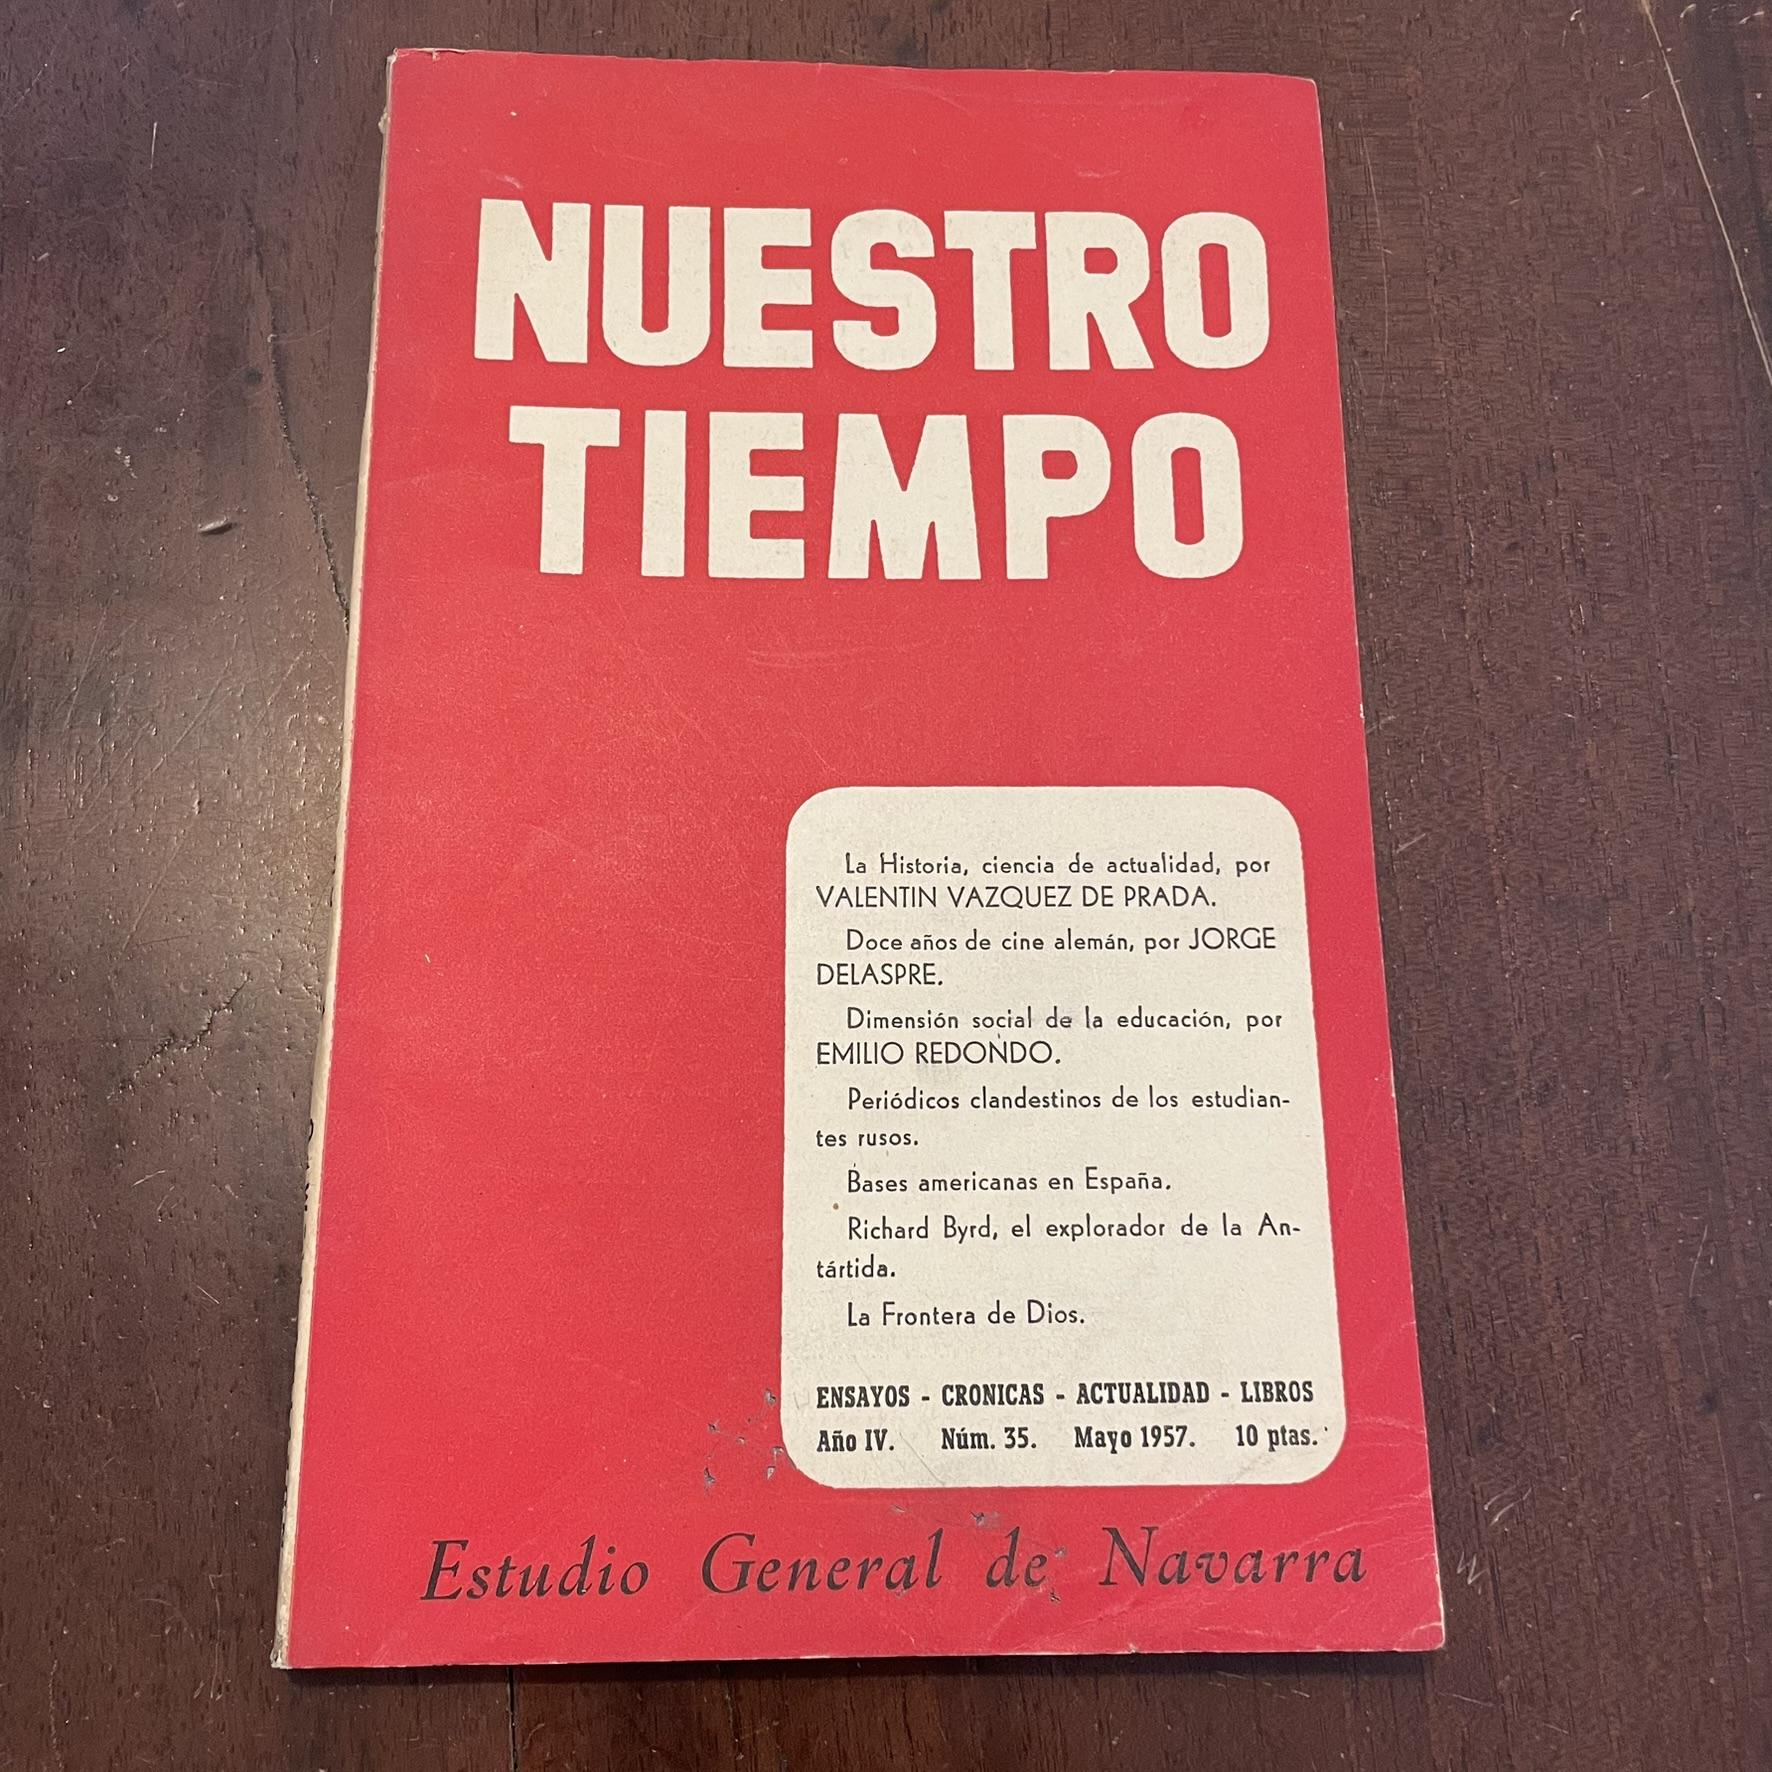 NUESTRO
TIEMPO
La Historia, ciencia de actualidad, por
VALENTIN VAZQUEZ DE PRADA.
Doce años de cine alemán, por JORGE
DELASPRE.
Dimensión social de la educación, por
EMILIO REDONDO.
Periódicos clandestinos de los estudian-
tes rusos.
Bases americanas en España.
Richard Byrd, el explorador de la An-
tártida.
La Frontera de Dios.
ENSAYOS - CRONICAS - ACTUALIDAD - LIBROS
Año IV. Núm. 35. Mayo 1957. 10 ptas.
Estudio General de Navarra